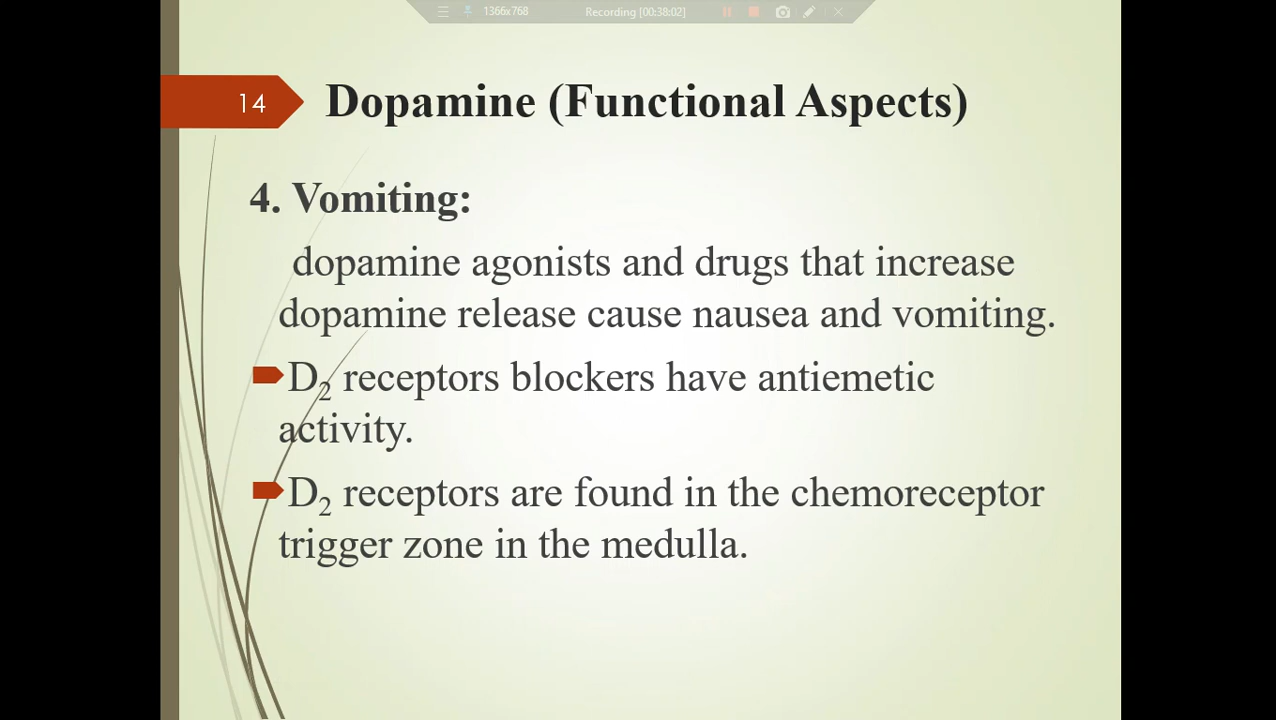 1366x768 Recording [00:38:02]
14 Dopamine (Functional Aspects)
4. Vomiting:
dopamine agonists and drugs that increase
dopamine release cause nausea and vomiting.
D₂ receptors blockers have antiemetic
activity.
D₂ receptors are found in the chemoreceptor
trigger zone in the medulla.